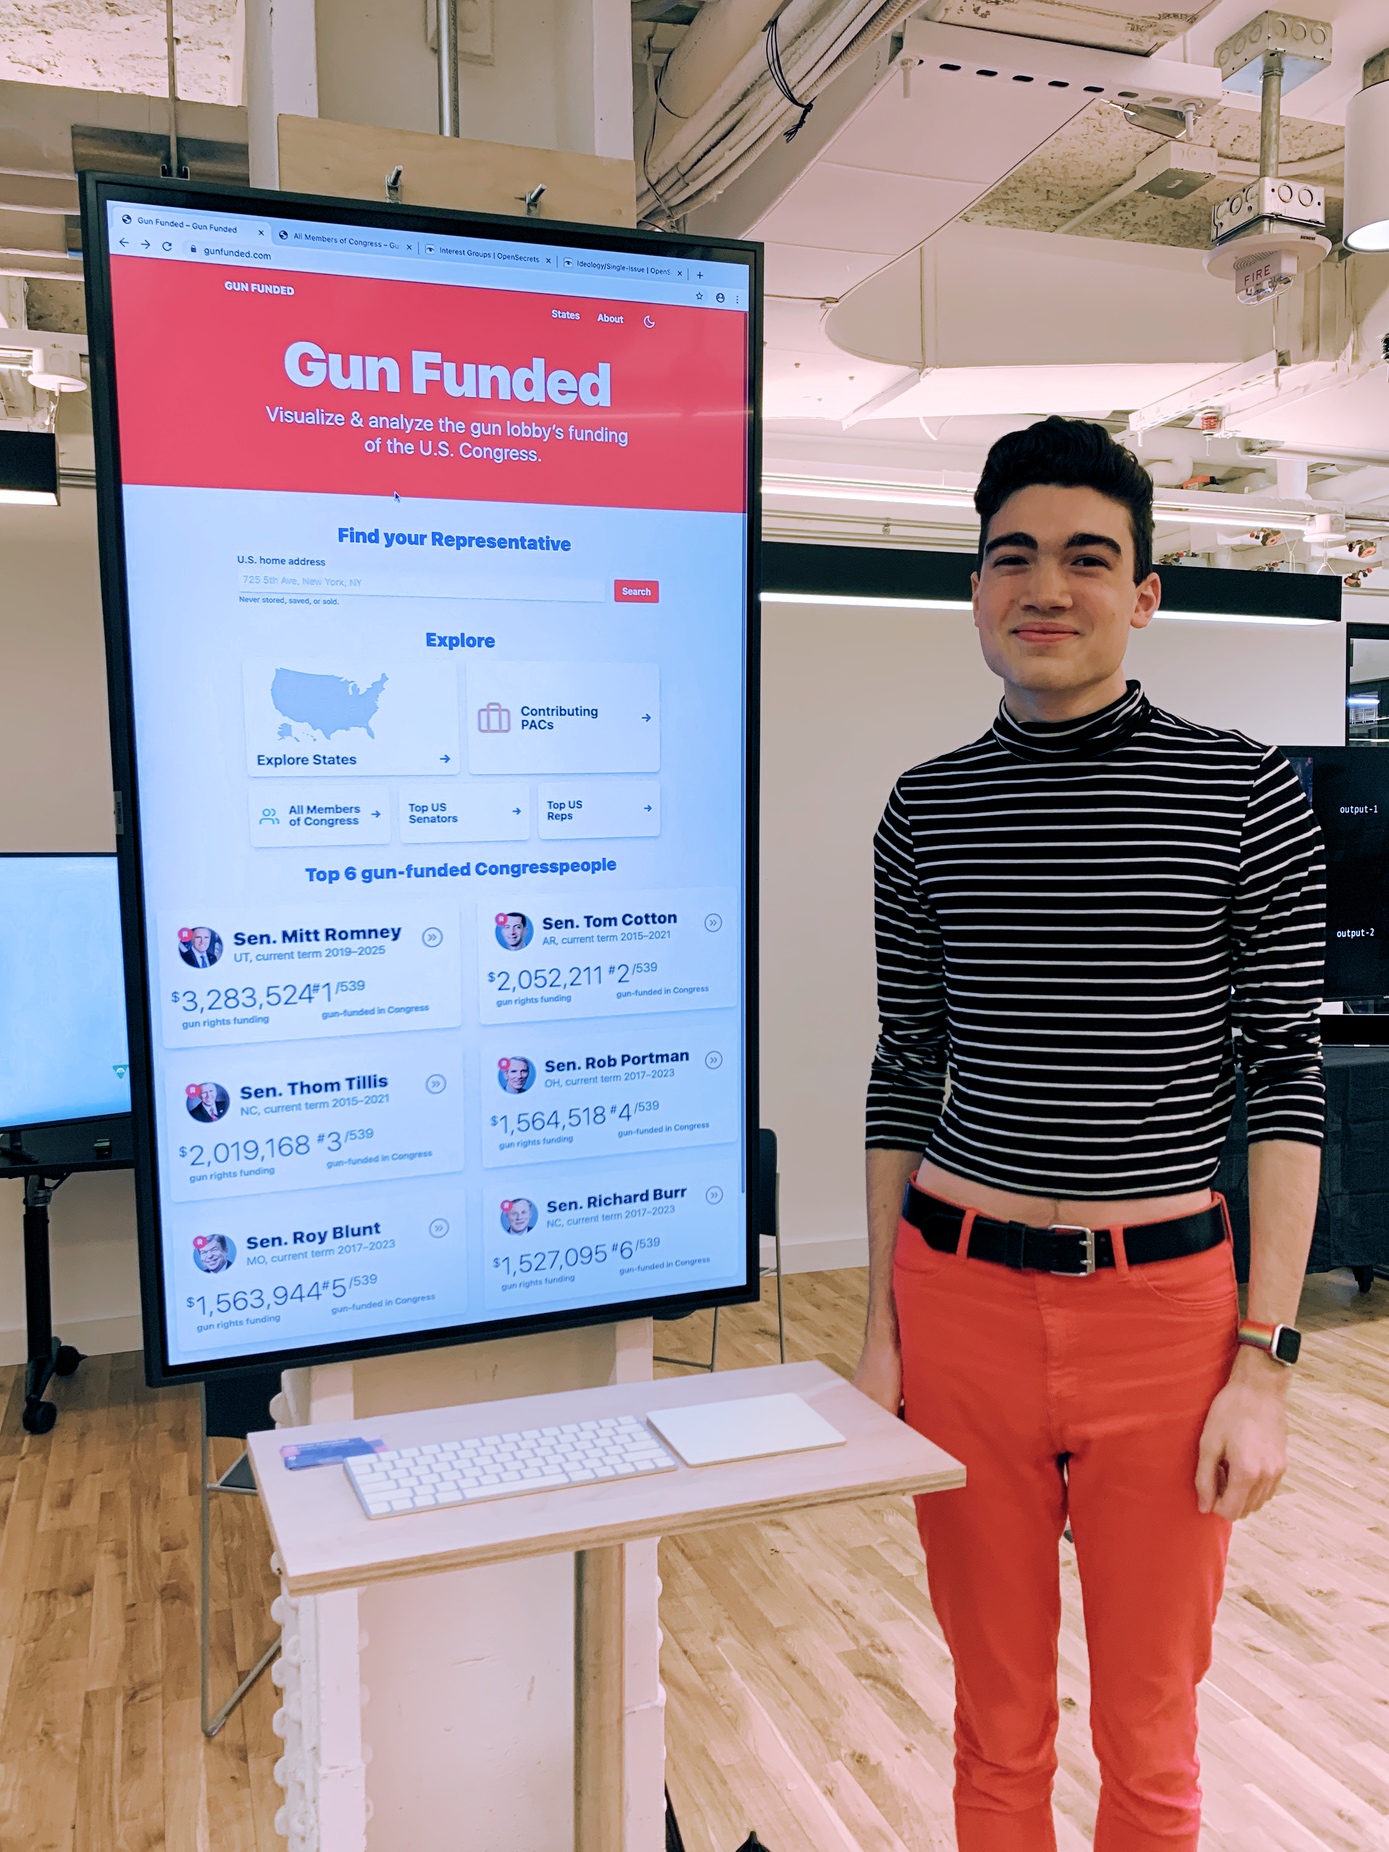 Gun Funded – Gun Funded
All Members of Congress – Gu
Interest Groups | OpenSecrets
Ideology/Single-Issue | OpenS
gunfunded.com
GUN FUNDED
States About
Gun Funded
Visualize & analyze the gun lobby's funding
of the U.S. Congress.
Find your Representative
U.S. home address
725 5th Ave, New York, NY
Search
Never stored, saved, or sold.
Explore
Explore States
Contributing
PACs
All Members
of Congress
Top US
Senators
Top US
Reps
Top 6 gun-funded Congresspeople
R
Sen. Mitt Romney
UT, current term 2019–2025
$3,283,524 #1/539
gun rights funding gun-funded in Congress
R
Sen. Tom Cotton
AR, current term 2015–2021
$2,052,211 #2/539
gun rights funding gun-funded in Congress
R
Sen. Thom Tillis
NC, current term 2015–2021
$2,019,168 #3/539
gun rights funding gun-funded in Congress
R
Sen. Rob Portman
OH, current term 2017–2023
$1,564,518 #4/539
gun rights funding gun-funded in Congress
R
Sen. Roy Blunt
MO, current term 2017–2023
$1,563,944 #5/539
gun rights funding gun-funded in Congress
R
Sen. Richard Burr
NC, current term 2017–2023
$1,527,095 #6/539
gun rights funding gun-funded in Congress
FIRE
output-1
output-2